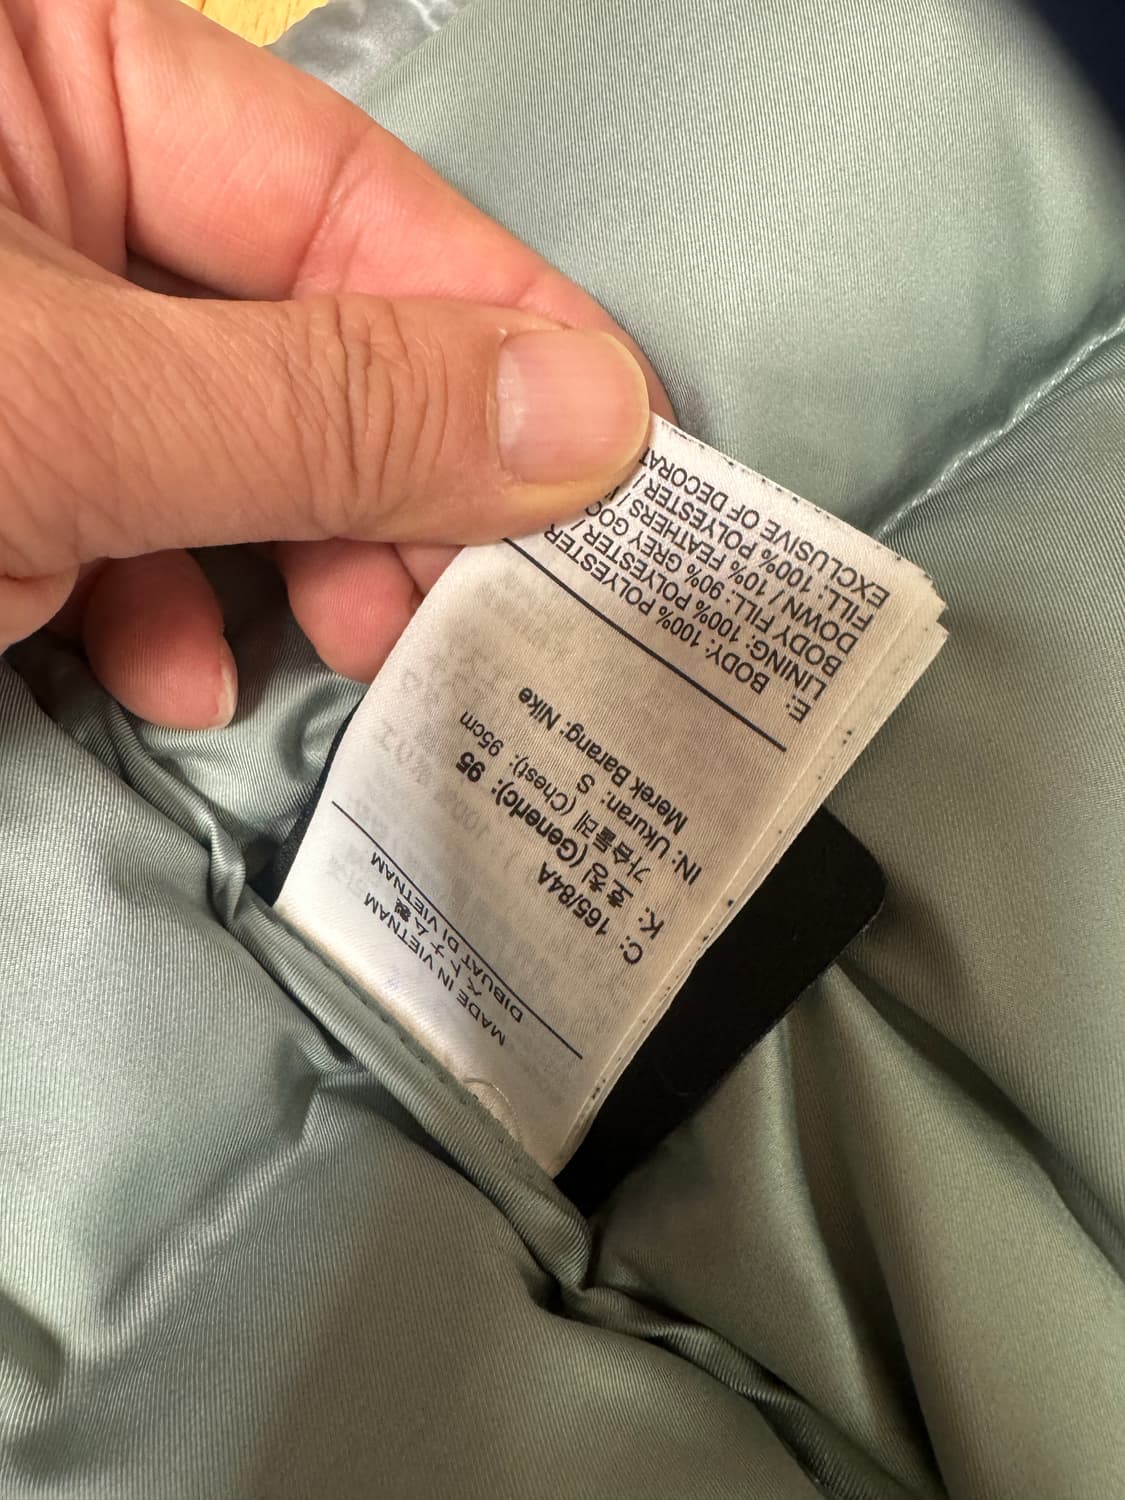 MADE IN VIETNAM
ベトナム製
DIBUAT DI VIETNAM
C: 165/84A
K: 호칭 (Generic): 95
가슴둘레 (Chest): 95cm
IN: Ukuran: S
Merek Barang: Nike
E: BODY: 100% POLYESTER
LINING: 100% POLYESTER /
BODY FILL: 90% GREY
DOWN / 10% FEATHERS /
FILL: 100% POLYESTER /
EXCLUSIVE OF